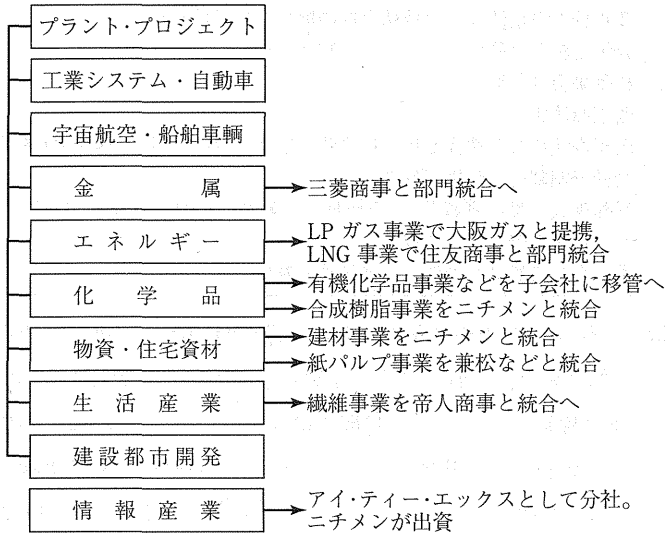 プラント・プロジェクト
工業システム・自動車
宇宙航空・船舶車輌
金属
三菱商事と部門統合へ
エネルギー
LP ガス事業で大阪ガスと提携,
LNG 事業で住友商事と部門統合
化学品
有機化学品事業などを子会社に移管へ
合成樹脂事業をニチメンと統合
物資・住宅資材
建材事業をニチメンと統合
紙パルプ事業を兼松などと統合
生活産業
繊維事業を帝人商事と統合へ
建設都市開発
情報産業
アイ・ティー・エックスとして分社。
ニチメンが出資